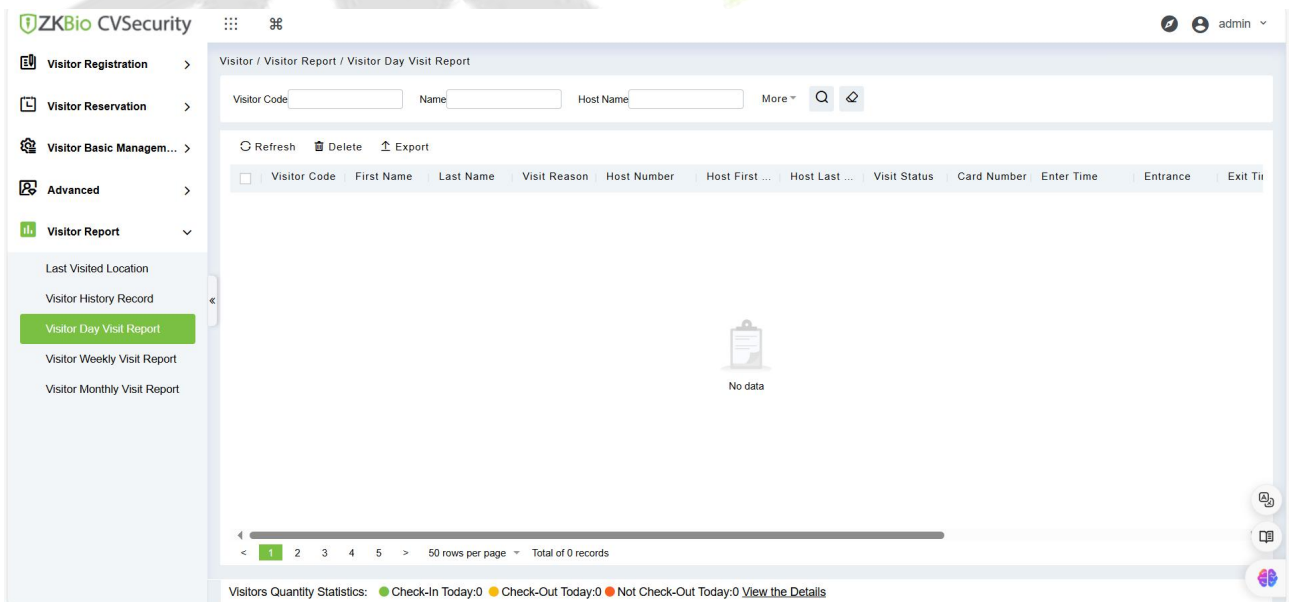 ZKBio CVSecurity
admin
Visitor Registration
Visitor Reservation
Visitor Basic Managem...
Advanced
Visitor Report
Last Visited Location
Visitor History Record
Visitor Day Visit Report
Visitor Weekly Visit Report
Visitor Monthly Visit Report
Visitor / Visitor Report / Visitor Day Visit Report
Visitor Code Name Host Name More
Refresh Delete Export
Visitor Code First Name Last Name Visit Reason Host Number Host First ... Host Last ... Visit Status Card Number Enter Time Entrance Exit Ti
No data
< 1 2 3 4 5 > 50 rows per page Total of 0 records
Visitors Quantity Statistics: Check-In Today:0 Check-Out Today:0 Not Check-Out Today:0 View the Details